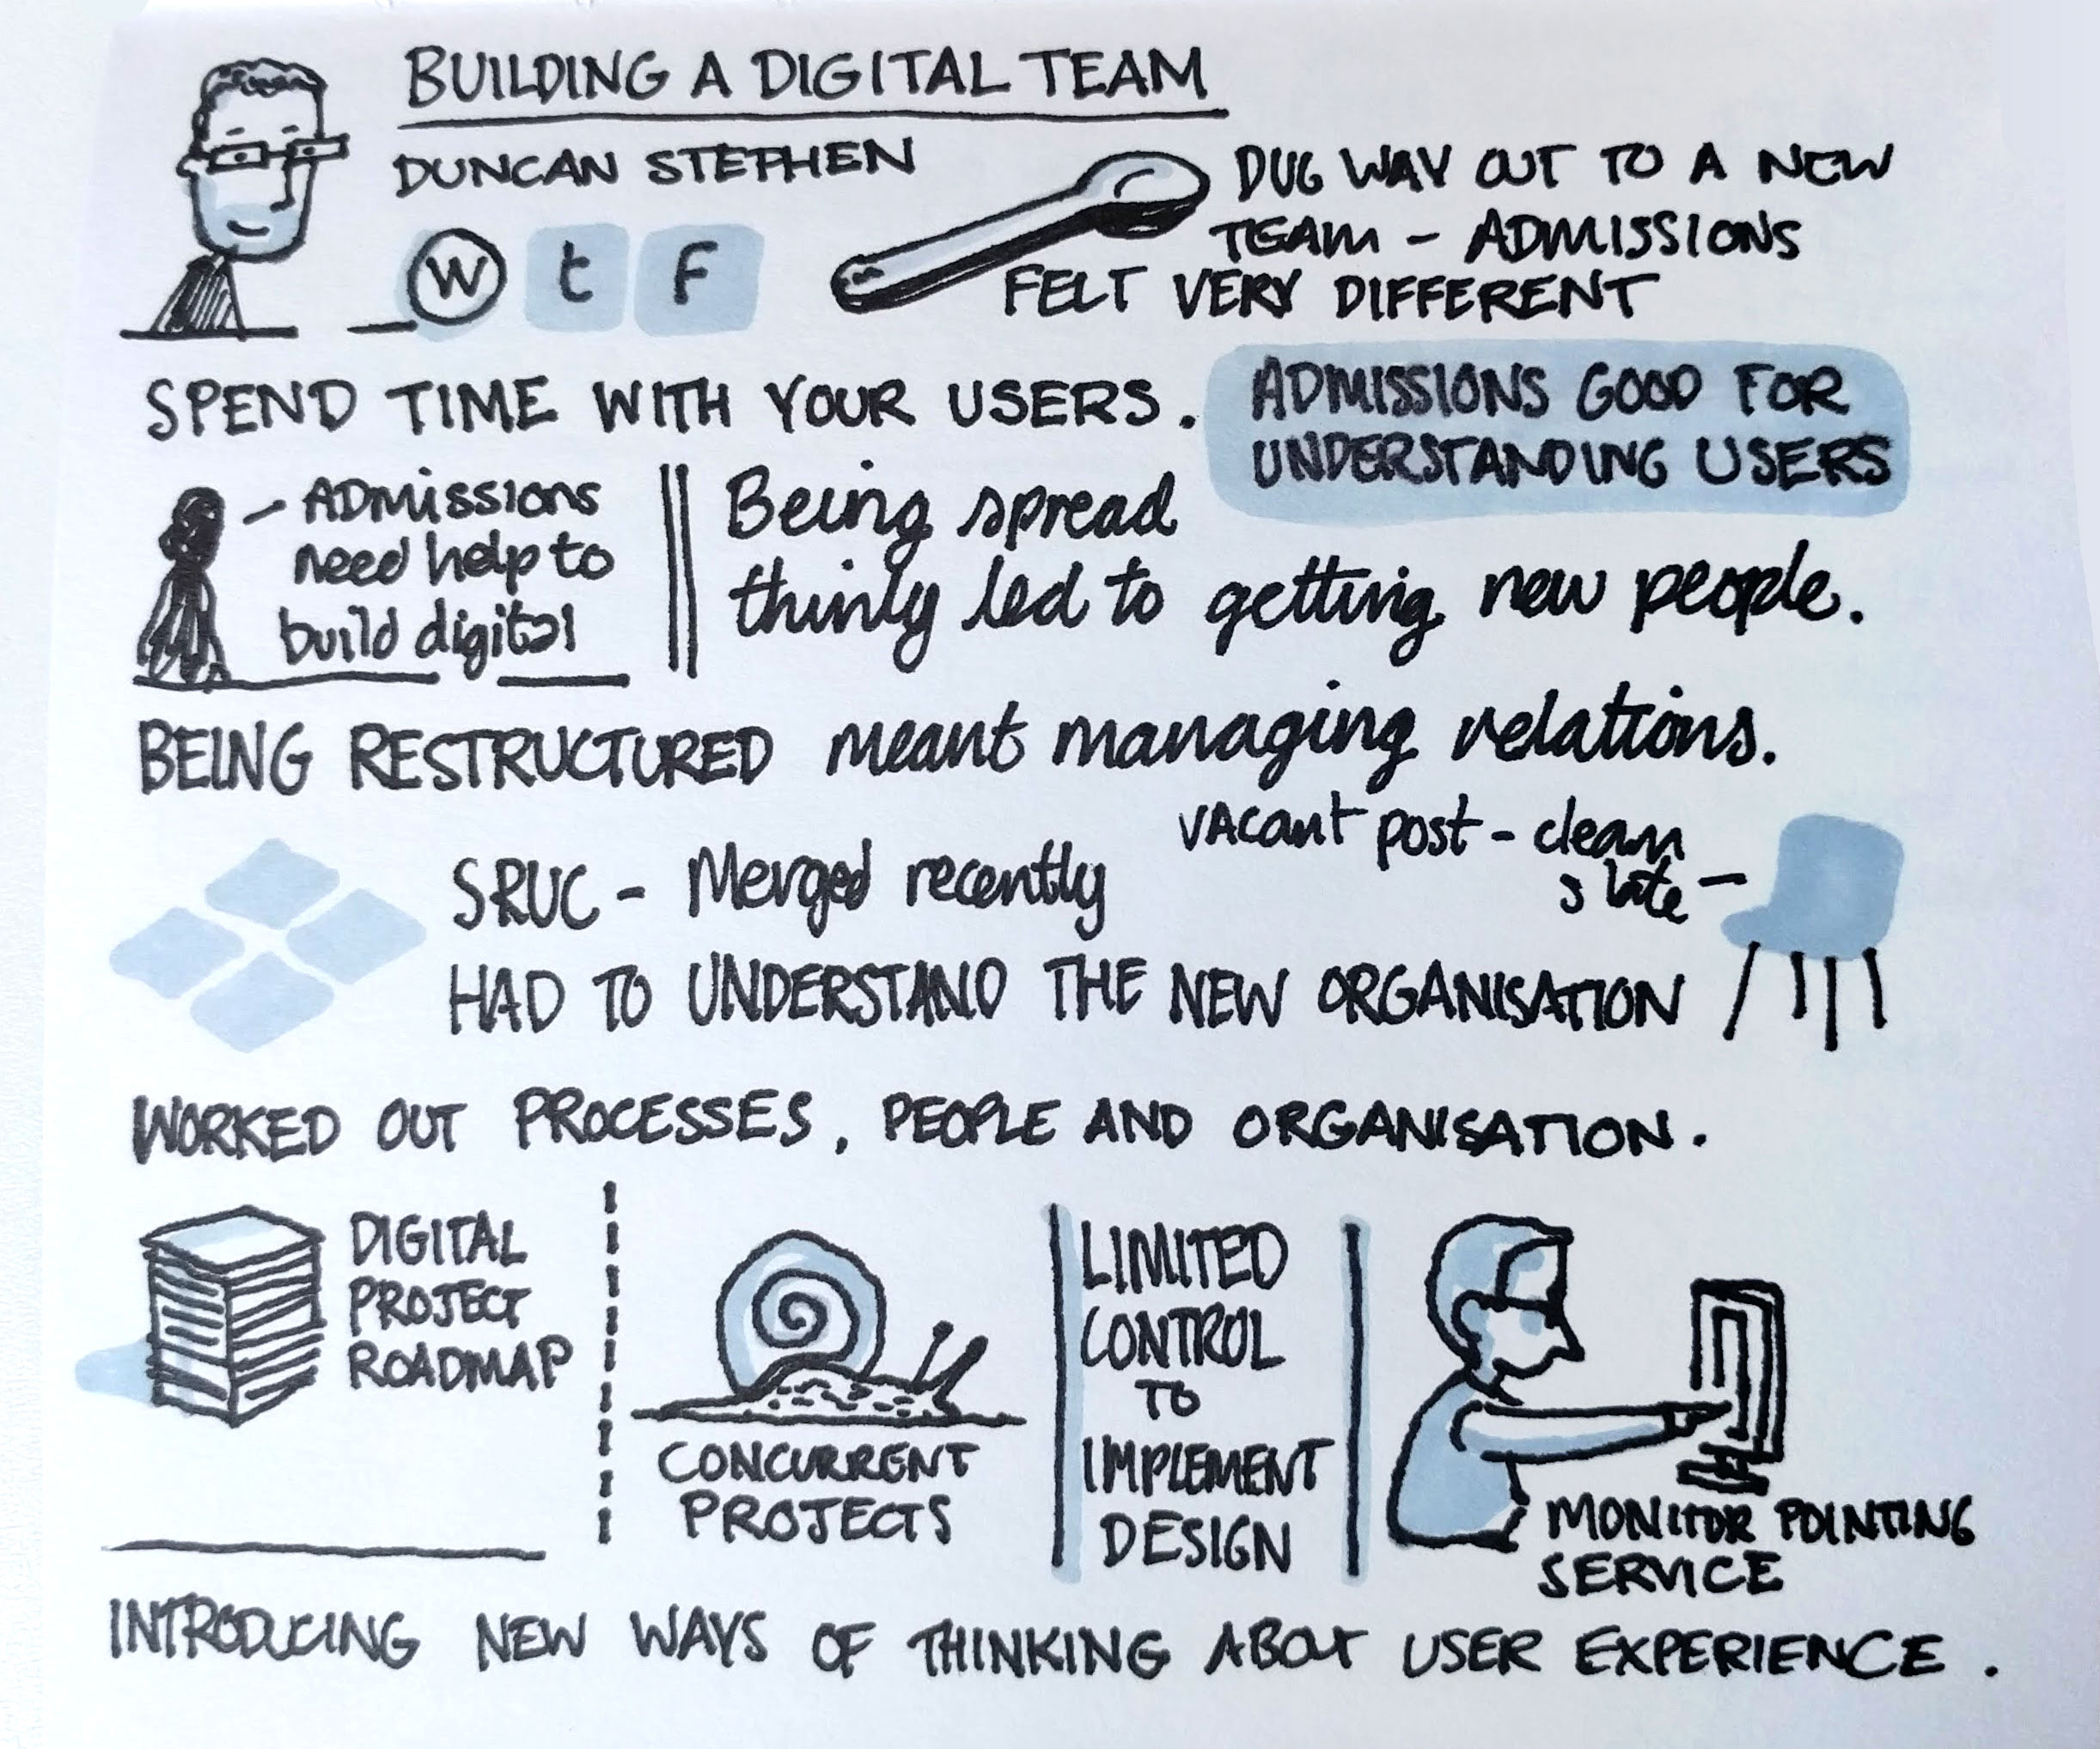 BUILDING A DIGITAL TEAM
DUNCAN STEPHEN
W t F
DUG WAY OUT TO A NEW
TEAM - ADMISSIONS
FELT VERY DIFFERENT
SPEND TIME WITH YOUR USERS.
ADMISSIONS GOOD FOR
UNDERSTANDING USERS
- ADMISSIONS
need help to
build digital
Being spread
thinly led to getting new people.
BEING RESTRUCTURED meant managing relations.
VACANT post - clean
slate -
SRUC - Merged recently
HAD TO UNDERSTAND THE NEW ORGANISATION
WORKED OUT PROCESSES, PEOPLE AND ORGANISATION.
DIGITAL
PROJECT
ROADMAP
CONCURRENT
PROJECTS
LIMITED
CONTROL
TO
IMPLEMENT
DESIGN
MONITOR POINTING
SERVICE
INTRODUCING NEW WAYS OF THINKING ABOUT USER EXPERIENCE.